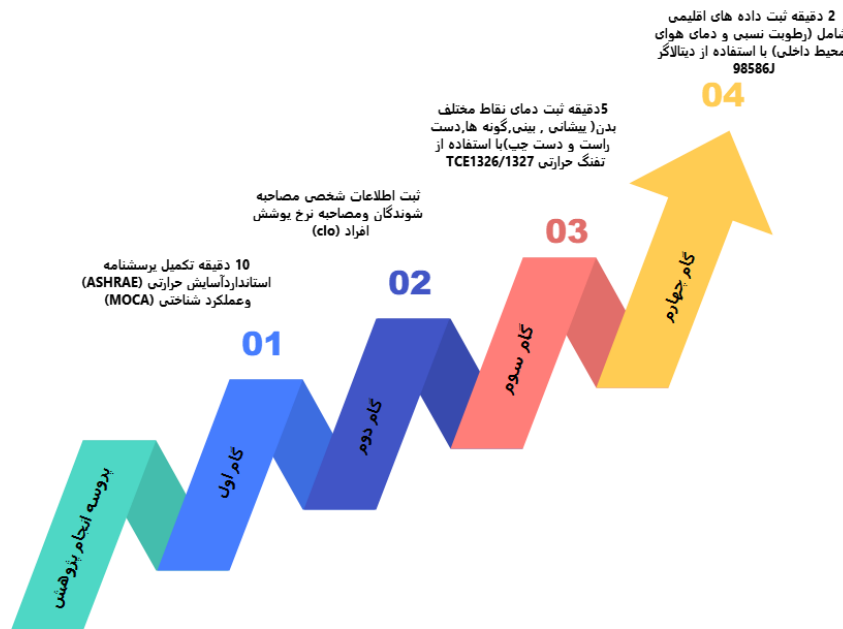 پروسه انجام پژوهش
گام اول
01
10 دقیقه تکمیل پرسشنامه
استانداردآسایش حرارتی (ASHRAE)
وعملکرد شناختی (MOCA)
گام دوم
02
ثبت اطلاعات شخصی مصاحبه
شوندگان ومصاحبه نرخ پوشش
افراد (clo)
گام سوم
03
5دقیقه ثبت دمای نقاط مختلف
بدن( پیشانی , بینی,گونه ها,دست
راست و دست چپ)با استفاده از
تفنگ حرارتی TCE1326/1327
گام چهارم
04
2 دقیقه ثبت داده های اقلیمی
شامل (رطوبت نسبی و دمای هوای
محیط داخلی) با استفاده از دیتالاگر
98586J